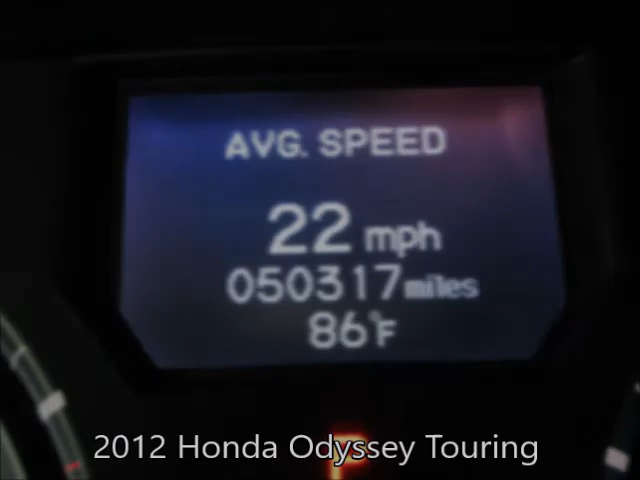 AVG. SPEED
22 mph
050317 miles
86°F
P
2012 Honda Odyssey Touring